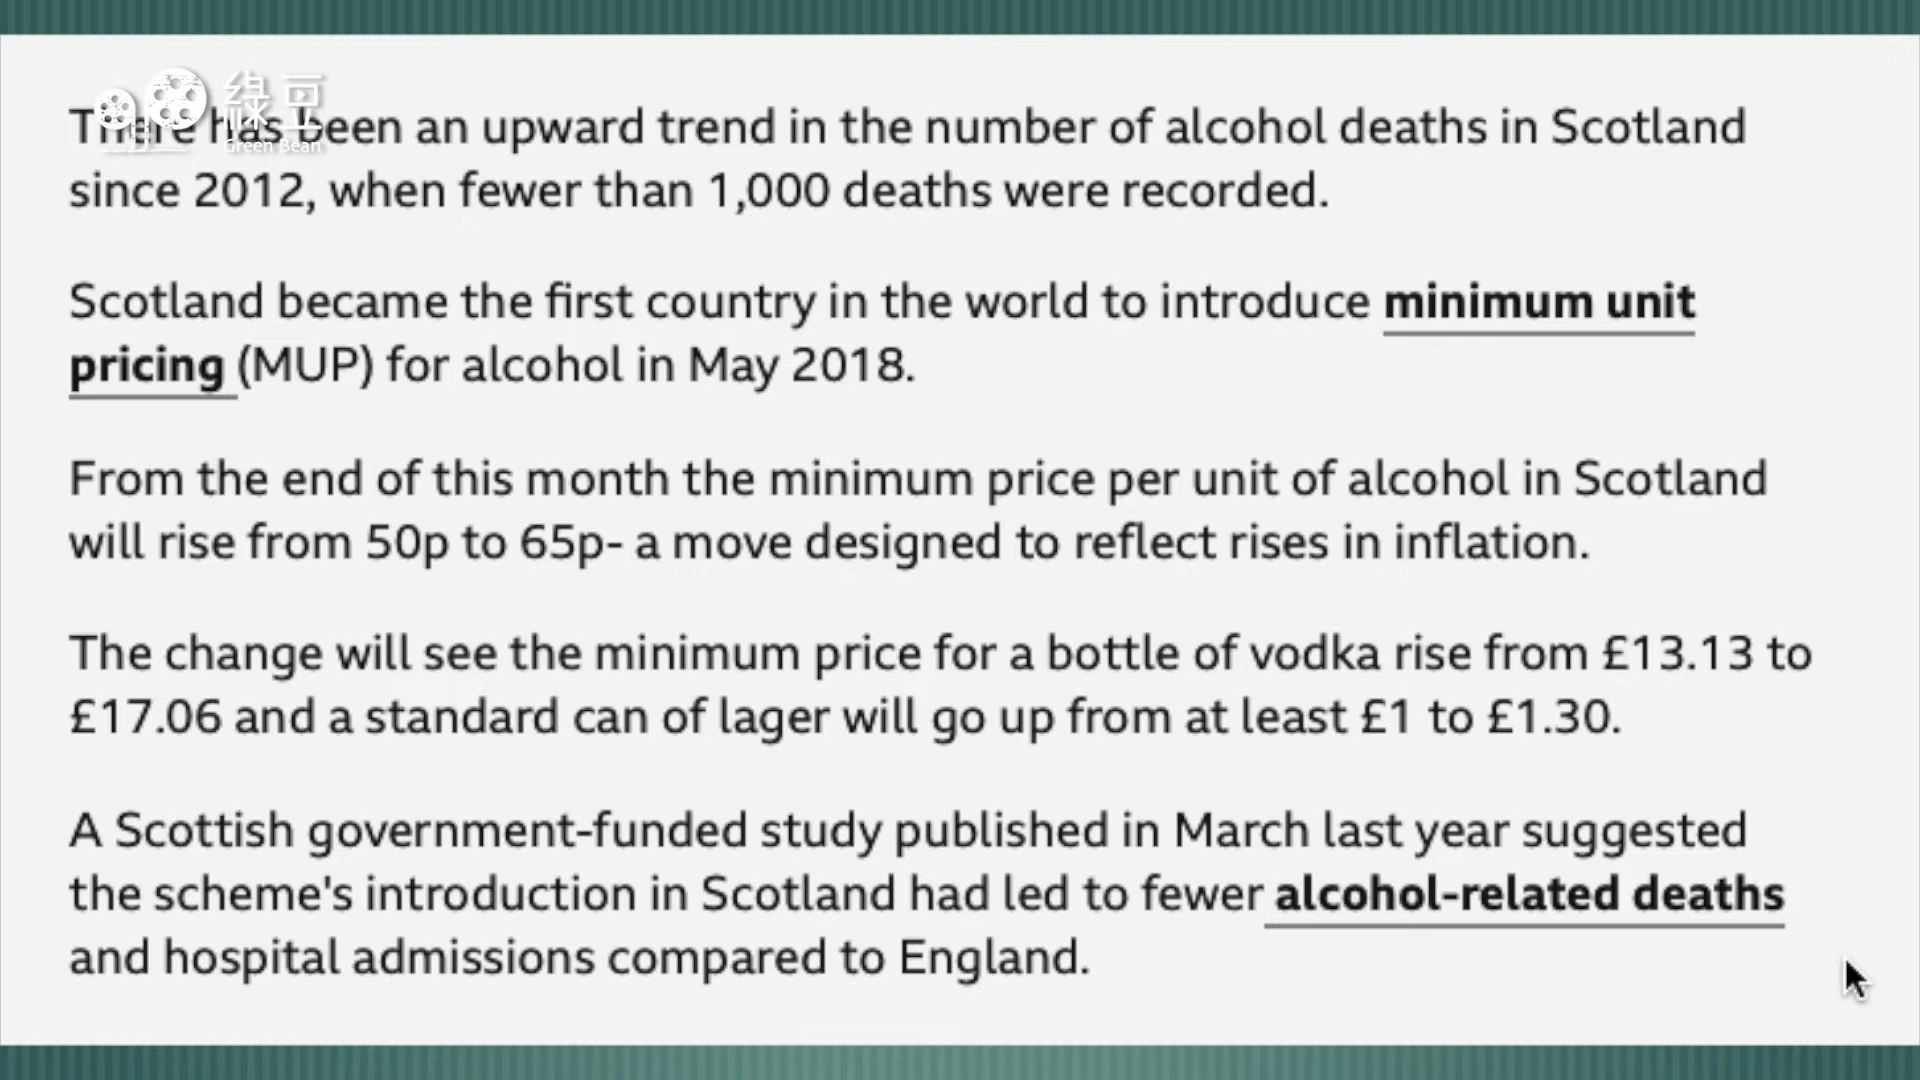 綠豆
Green Bean
There has been an upward trend in the number of alcohol deaths in Scotland
since 2012, when fewer than 1,000 deaths were recorded.
Scotland became the first country in the world to introduce minimum unit
pricing (MUP) for alcohol in May 2018.
From the end of this month the minimum price per unit of alcohol in Scotland
will rise from 50p to 65p- a move designed to reflect rises in inflation.
The change will see the minimum price for a bottle of vodka rise from £13.13 to
£17.06 and a standard can of lager will go up from at least £1 to £1.30.
A Scottish government-funded study published in March last year suggested
the scheme's introduction in Scotland had led to fewer alcohol-related deaths
and hospital admissions compared to England.